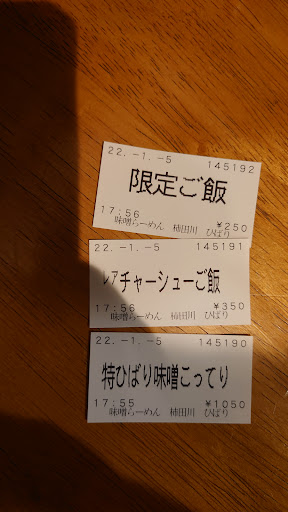 22.-1.-5 145192
限定ご飯
17:56 ¥250
味噌らーめん 柿田川 ひばり
22.-1.-5 145191
レアチャーシューご飯
17:56 ¥350
味噌らーめん 柿田川 ひばり
22.-1.-5 145190
特ひばり味噌こってり
17:55 ¥1050
味噌らーめん 柿田川 ひばり